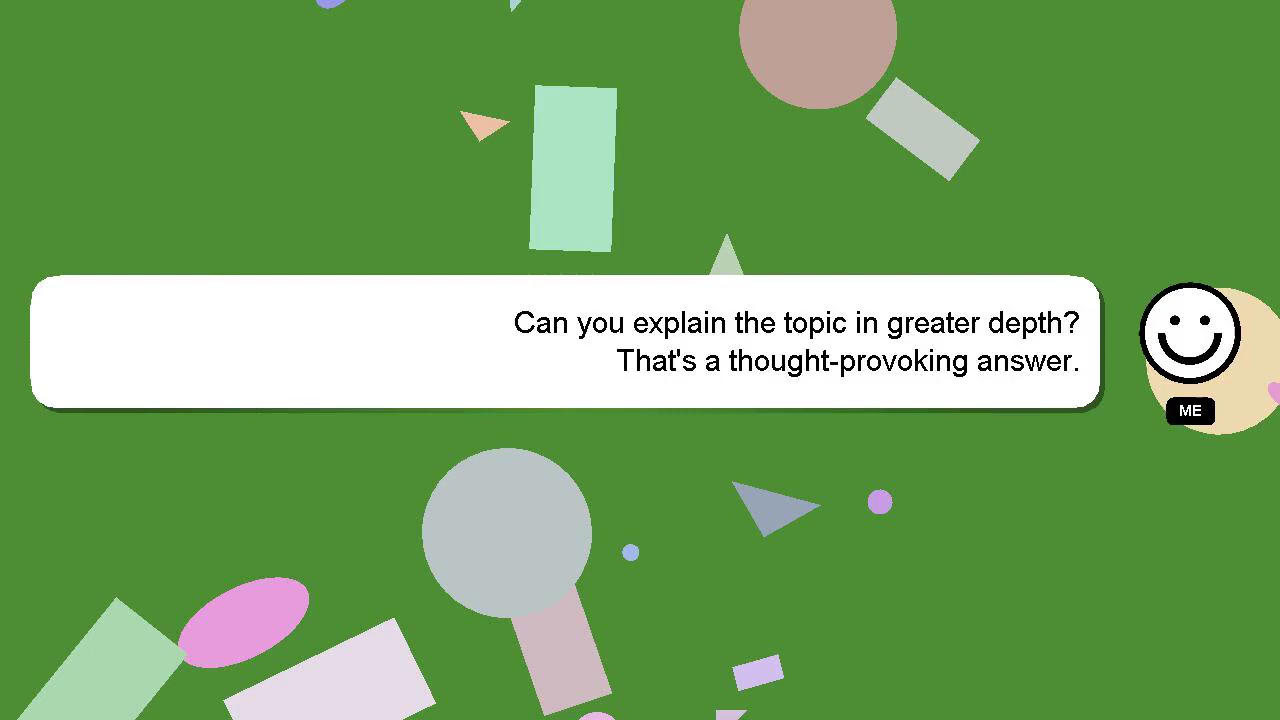 Can you explain the topic in greater depth?
That's a thought-provoking answer.
ME